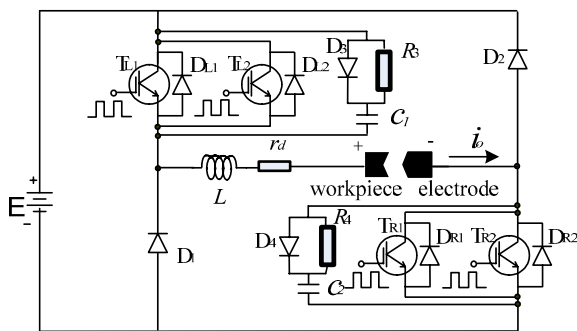 D3
R3
TL1
DL1
TL2
DL2
C1
D2
+
E
-
L
rd
+
-
io
workpiece
electrode
D1
D4
R4
C2
TR1
DR1
TR2
DR2